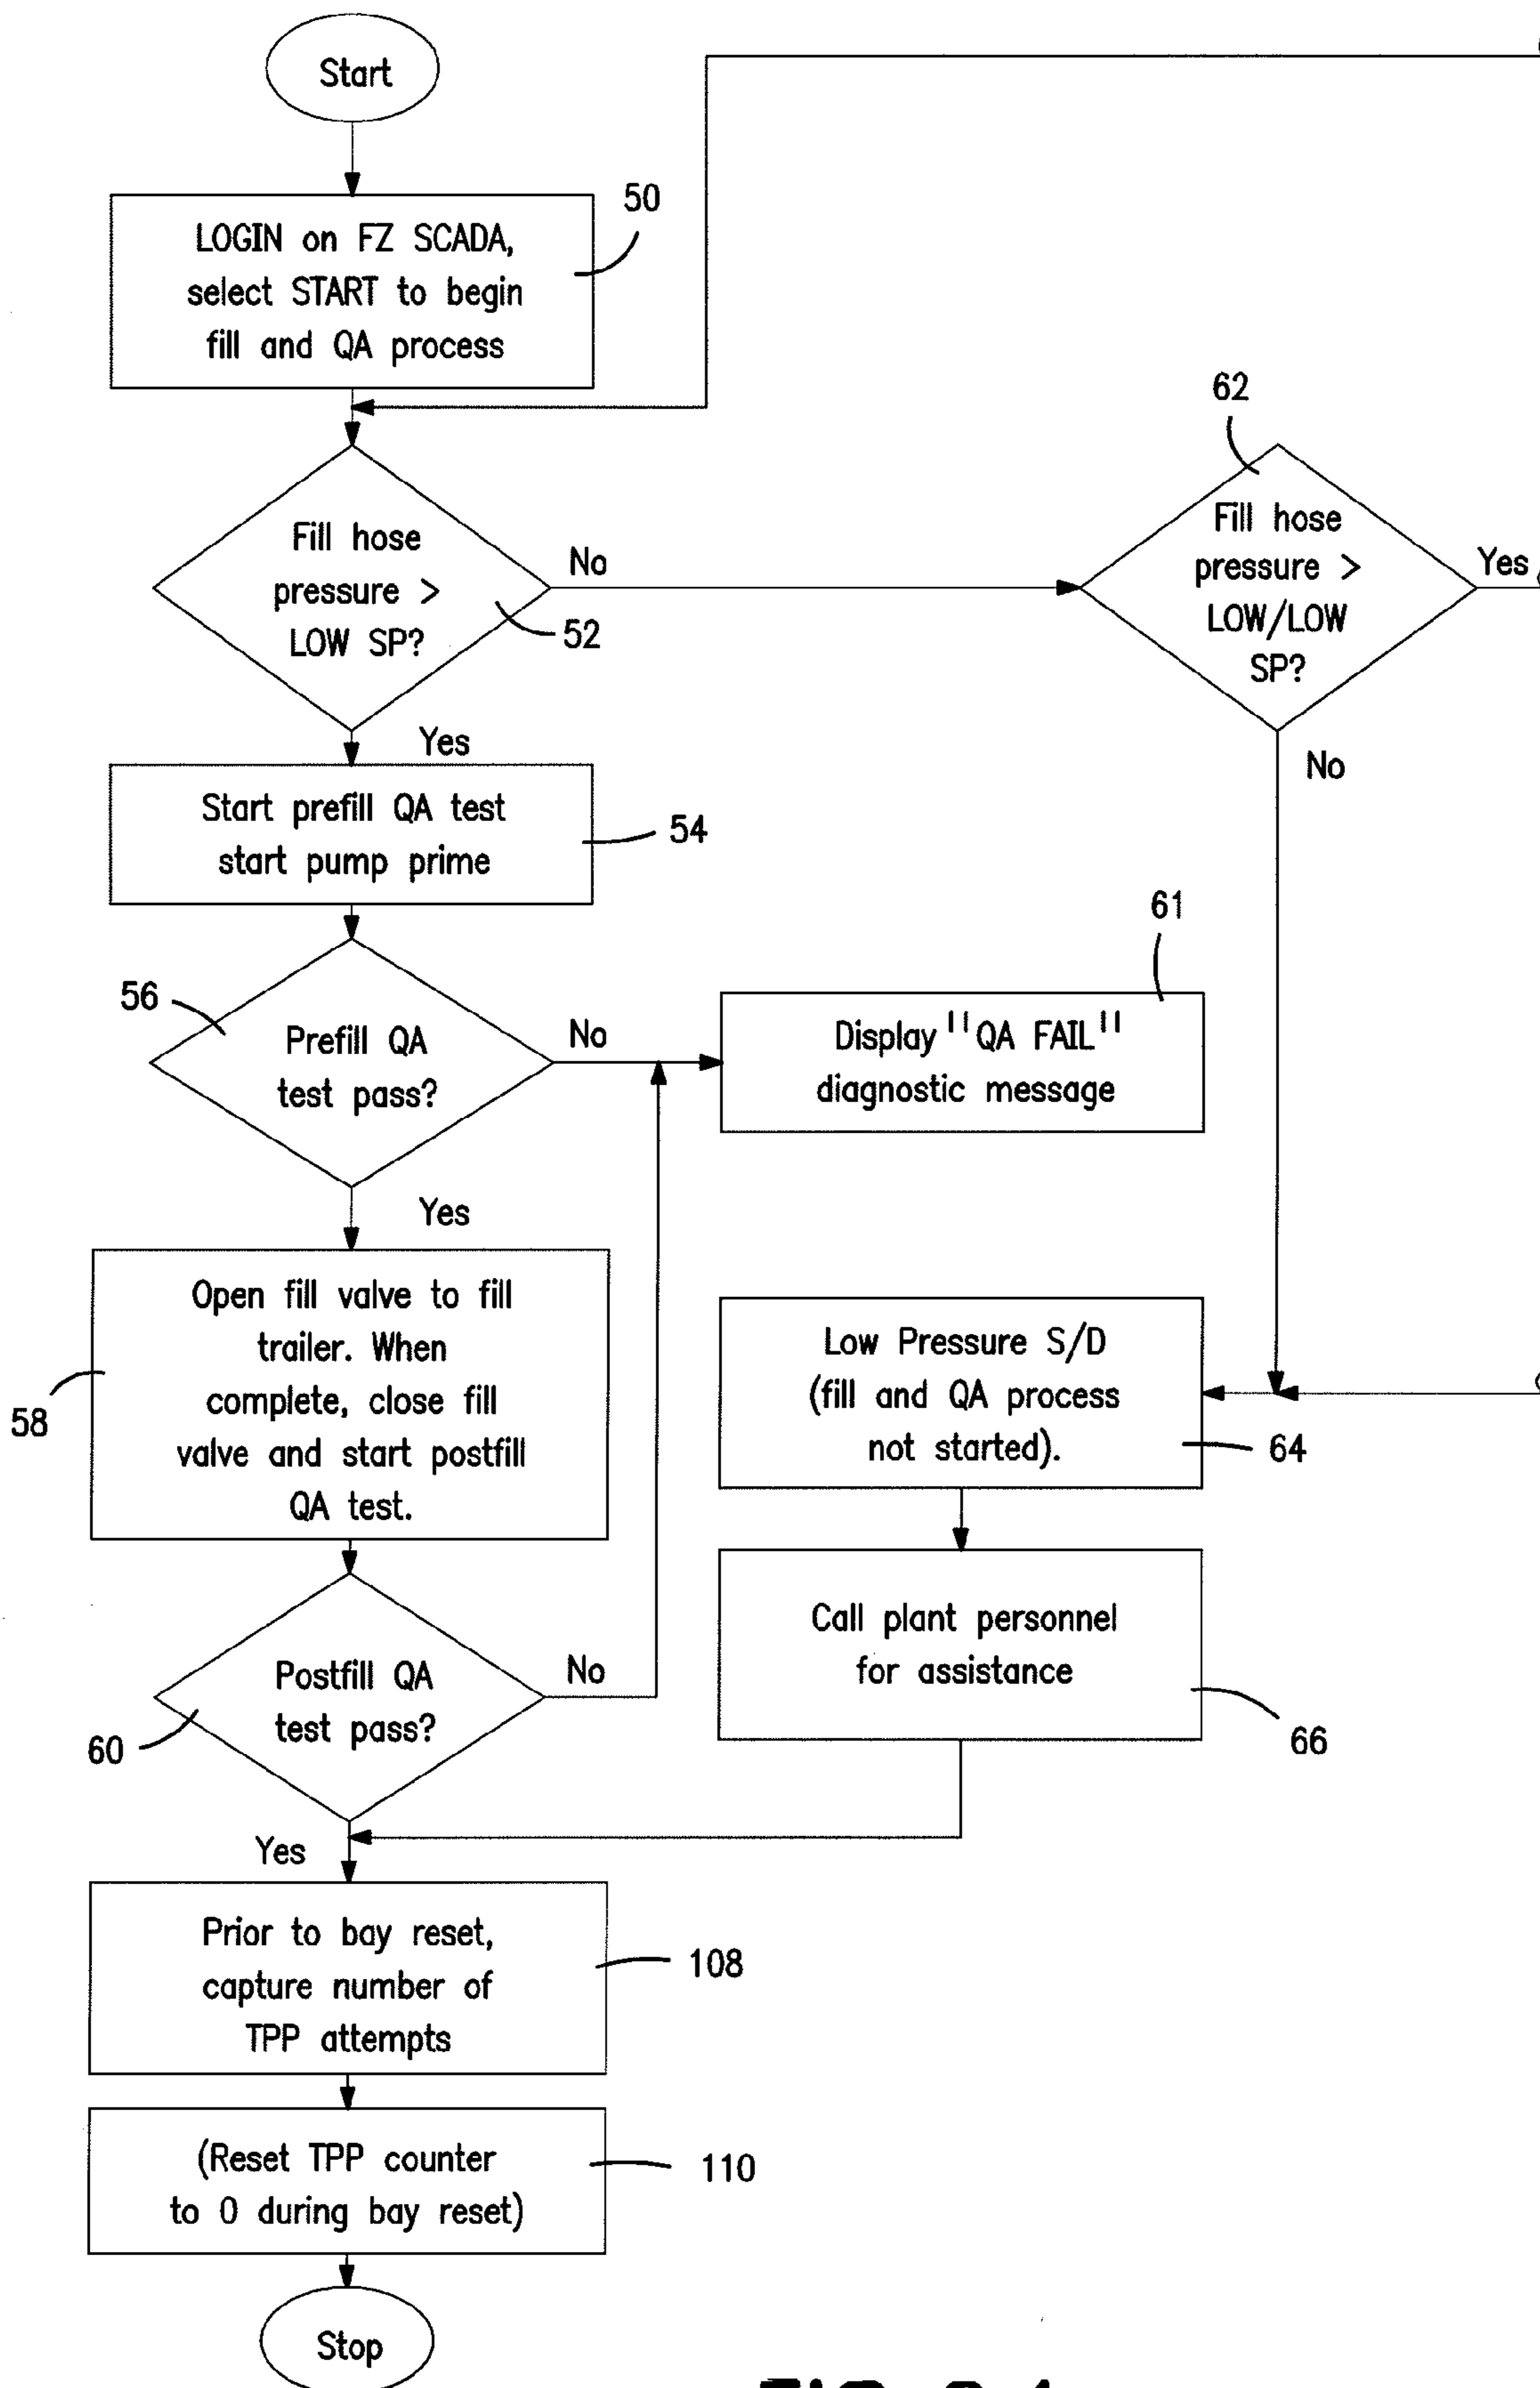 Start
50
LOGIN on FZ SCADA,
select START to begin
fill and QA process
62
Fill hose
pressure >
LOW SP?
No
52
Fill hose
pressure >
LOW/LOW
SP?
Yes
Yes
No
Start prefill QA test
start pump prime
54
61
56
Prefill QA
test pass?
No
Display "QA FAIL"
diagnostic message
Yes
Open fill valve to fill
trailer. When
complete, close fill
valve and start postfill
QA test.
58
Low Pressure S/D
(fill and QA process
not started).
64
Call plant personnel
for assistance
66
Postfill QA
test pass?
No
60
Yes
Prior to bay reset,
capture number of
TPP attempts
108
(Reset TPP counter
to 0 during bay reset)
110
Stop